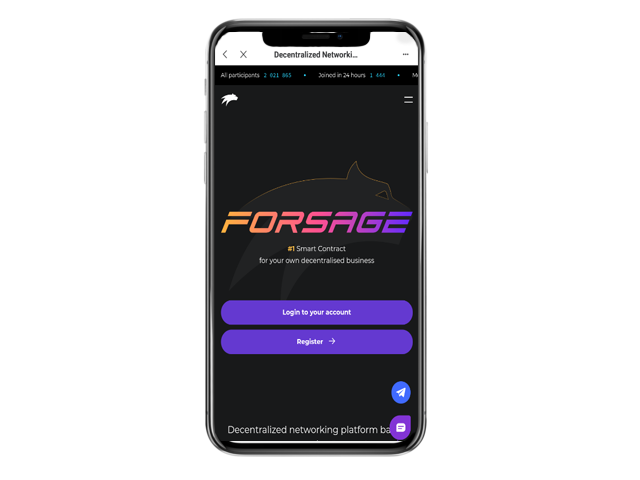 Decentralized Networki...
All participants 2 021 865 • Joined in 24 hours 1 444 • M
FORSAGE
#1 Smart Contract
for your own decentralised business
Login to your account
Register →
Decentralized networking platform ba